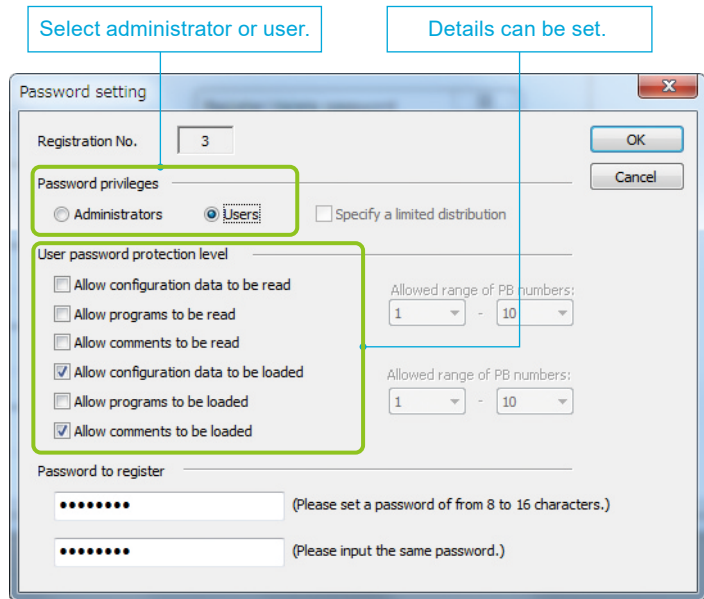 Select administrator or user.
Details can be set.
Password setting
Registration No.
3
OK
Cancel
Password privileges
Administrators
Users
Specify a limited distribution
User password protection level
Allow configuration data to be read
Allowed range of PB numbers:
Allow programs to be read
1 - 10
Allow comments to be read
Allow configuration data to be loaded
Allowed range of PB numbers:
Allow programs to be loaded
1 - 10
Allow comments to be loaded
Password to register
•••••••• (Please set a password of from 8 to 16 characters.)
•••••••• (Please input the same password.)